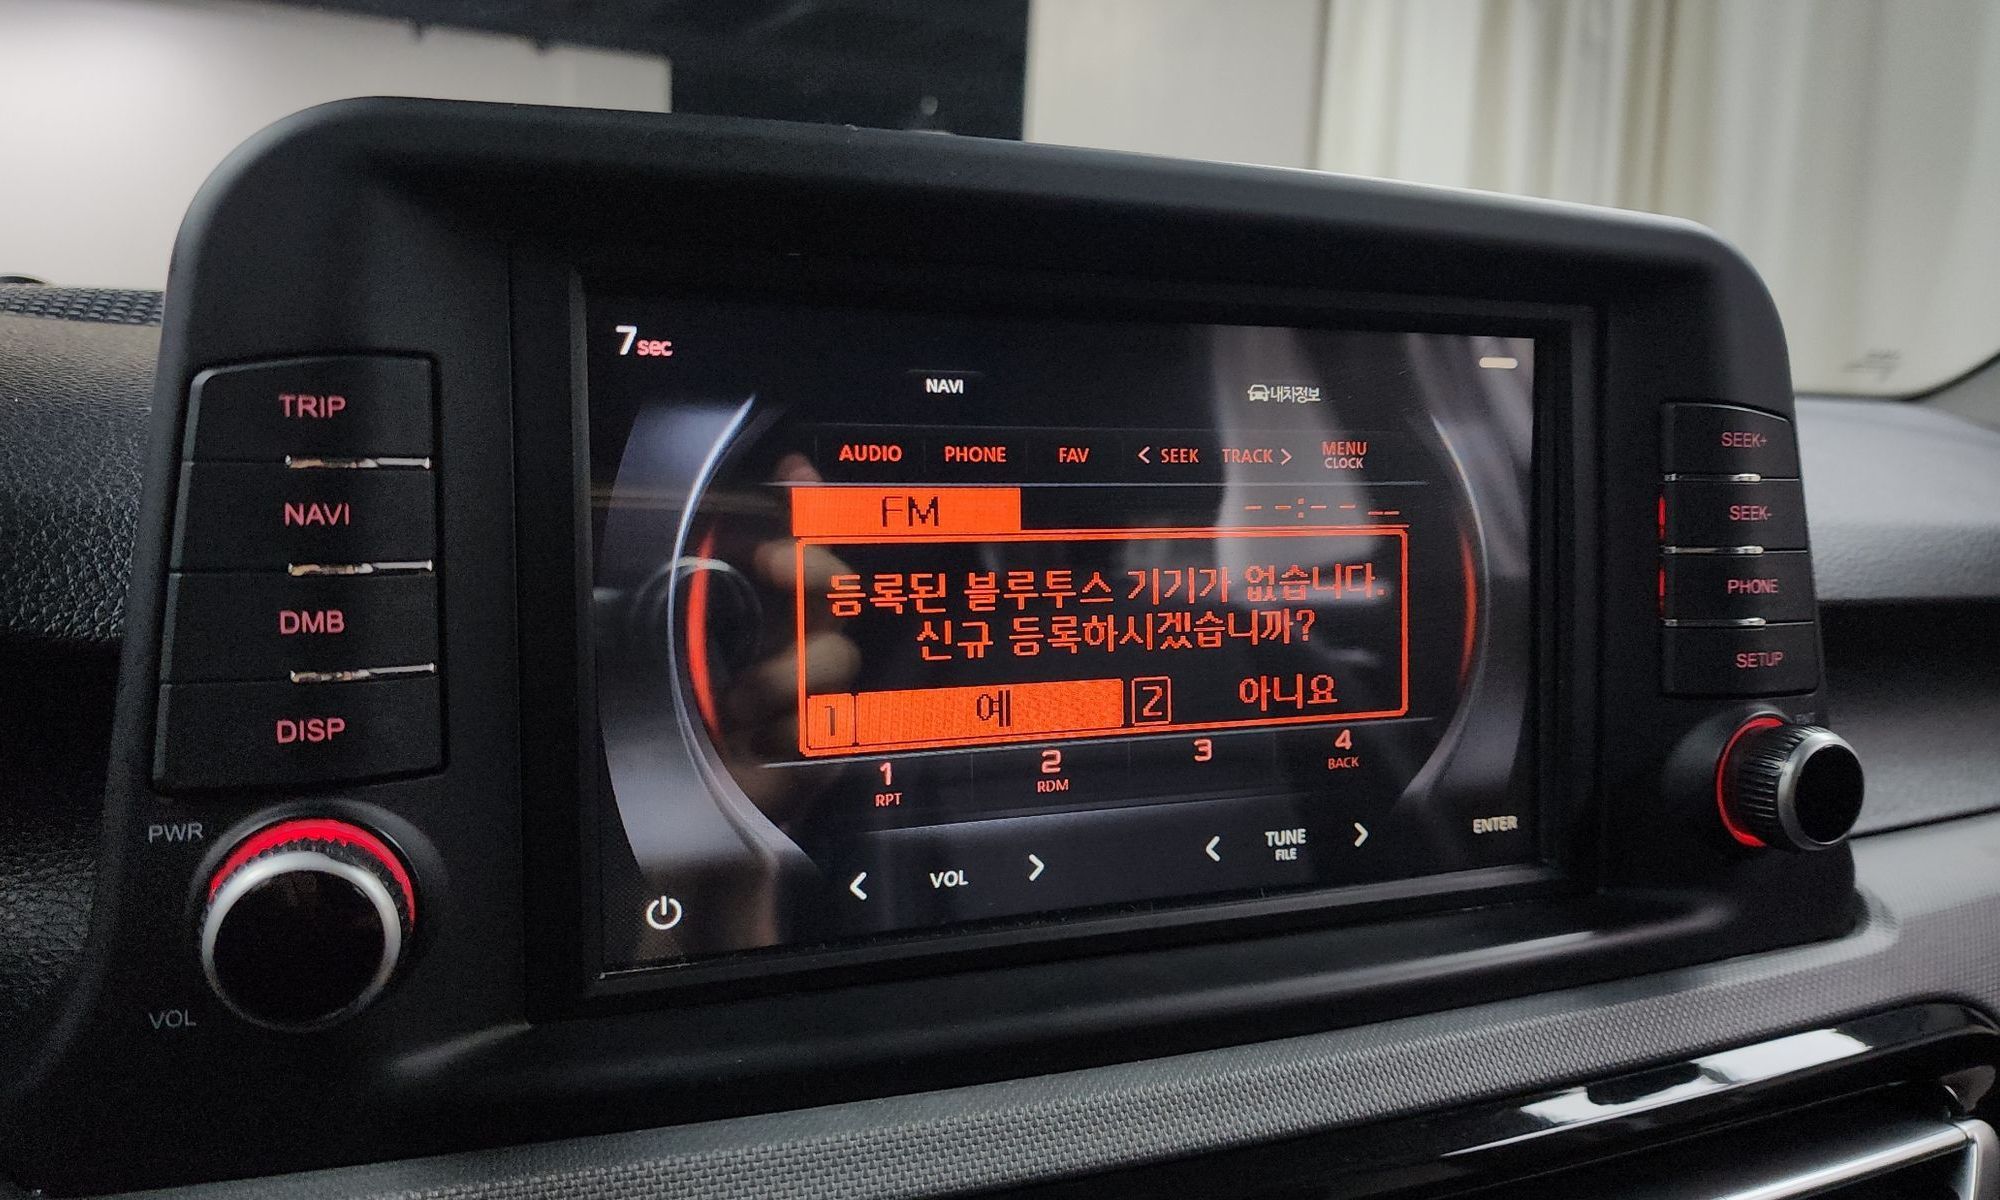 TRIP
NAVI
DMB
DISP
PWR
VOL
7 sec
NAVI
내차정보
AUDIO PHONE FAV < SEEK TRACK > MENU
CLOCK
FM --:-- --
등록된 블루투스 기기가 없습니다.
신규 등록하시겠습니까?
1 예 2 아니요
1 2 3 4
RPT RDM BACK
< VOL > < TUNE >
FILE
ENTER
SEEK+
SEEK-
PHONE
SETUP